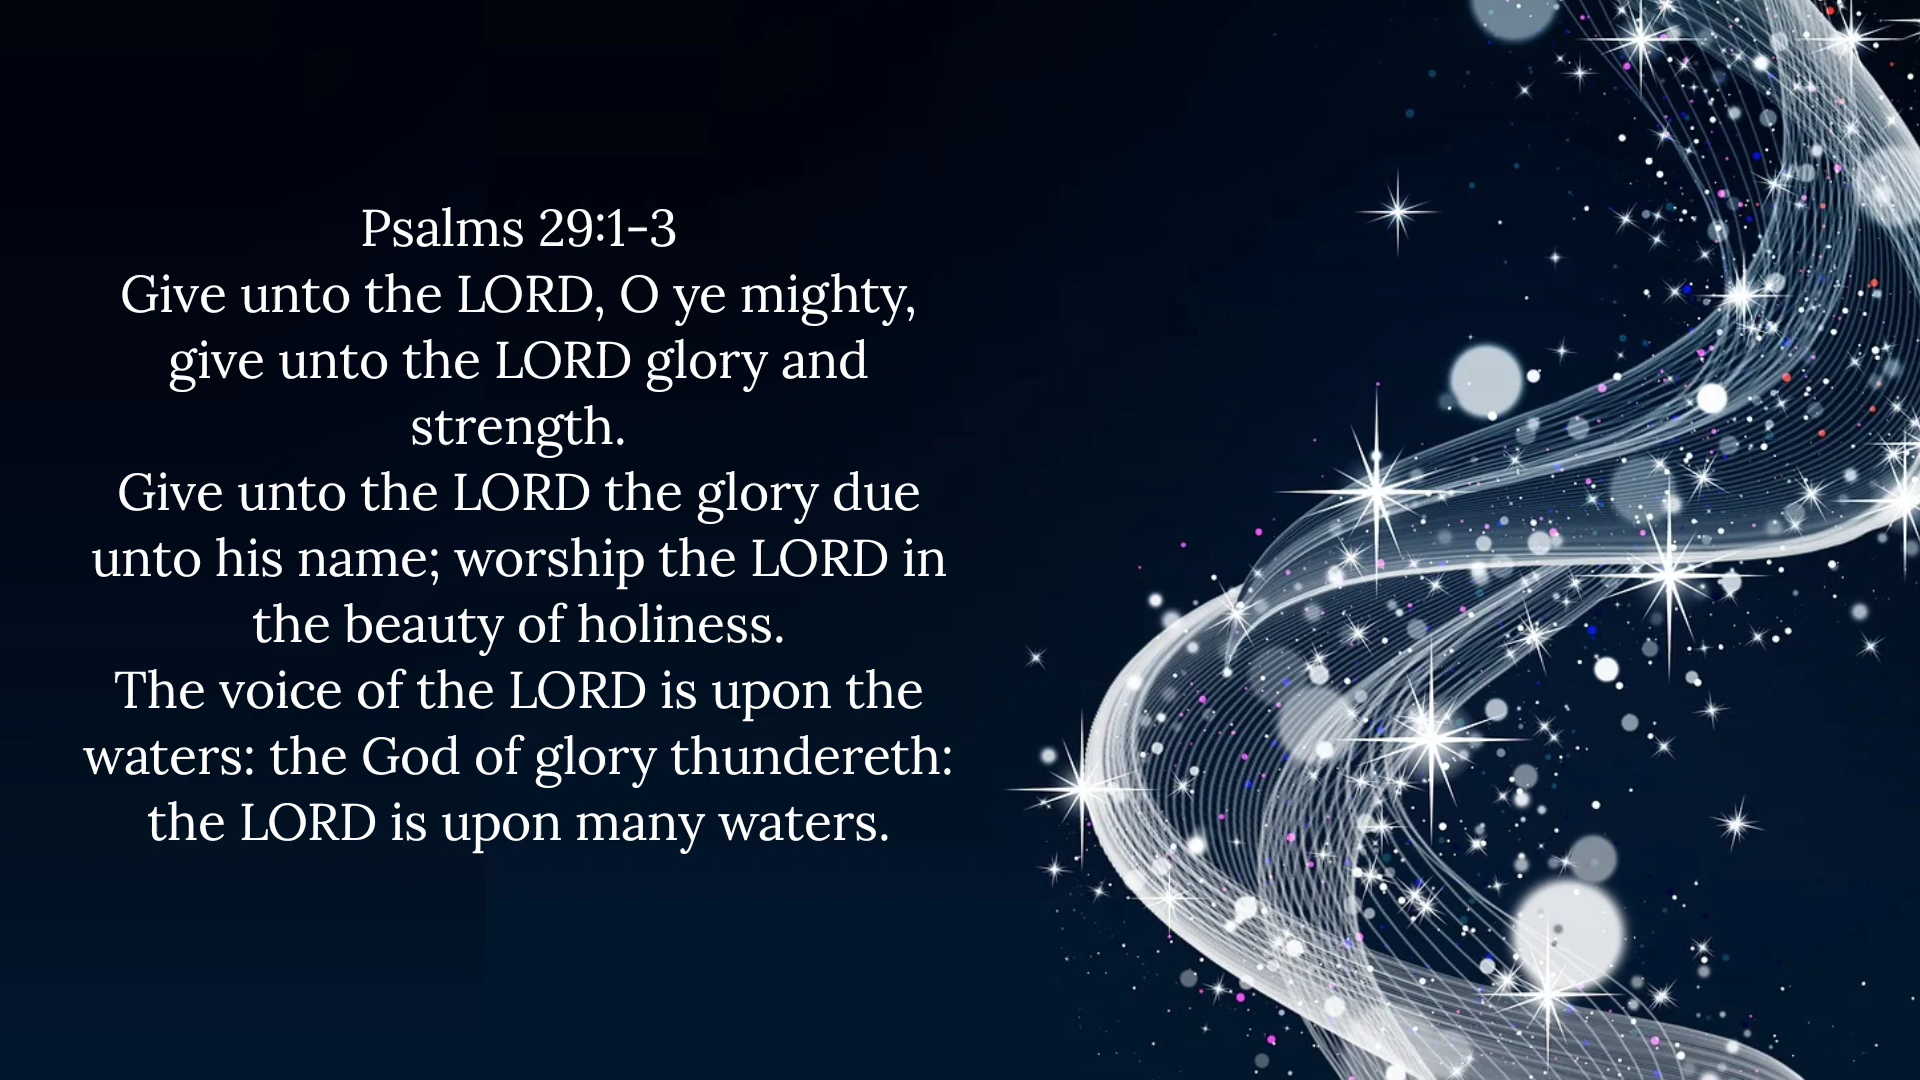 Psalms 29:1-3
Give unto the LORD, O ye mighty,
give unto the LORD glory and
strength.
Give unto the LORD the glory due
unto his name; worship the LORD in
the beauty of holiness.
The voice of the LORD is upon the
waters: the God of glory thundereth:
the LORD is upon many waters.